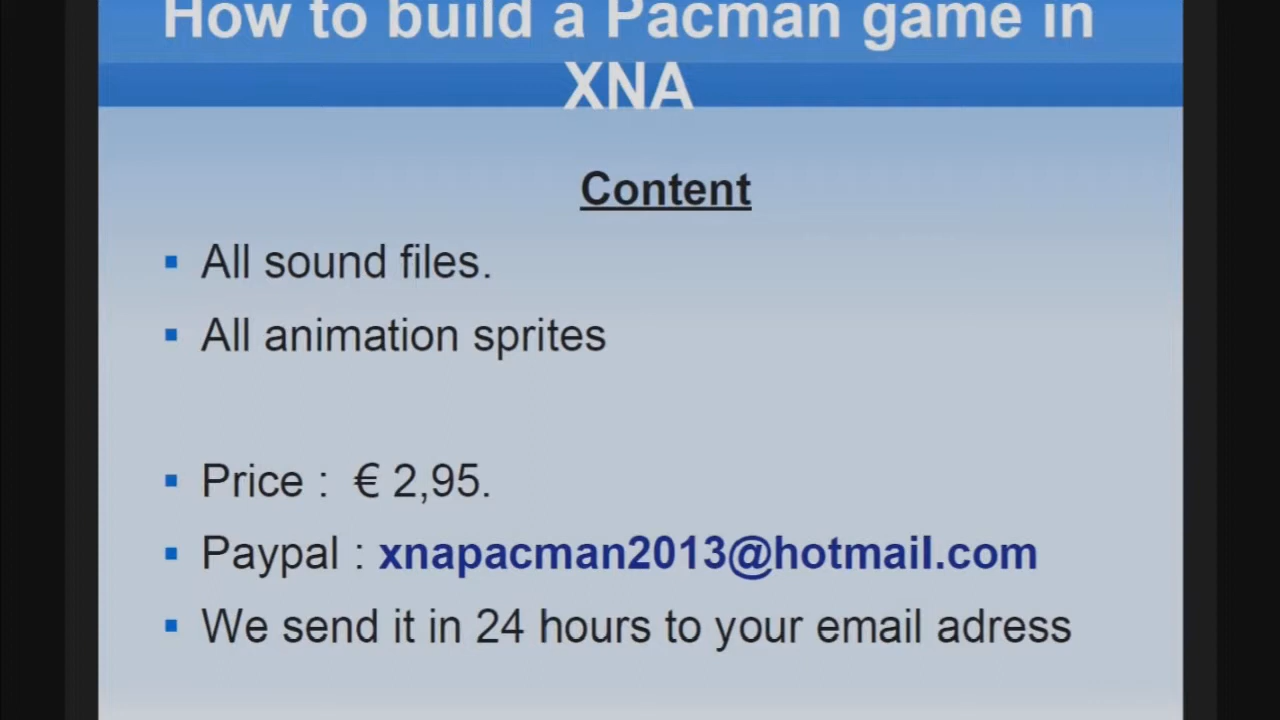 How to build a Pacman game in
XNA
Content
▪ All sound files.
▪ All animation sprites
▪ Price : € 2,95.
▪ Paypal : xnapacman2013@hotmail.com
▪ We send it in 24 hours to your email adress